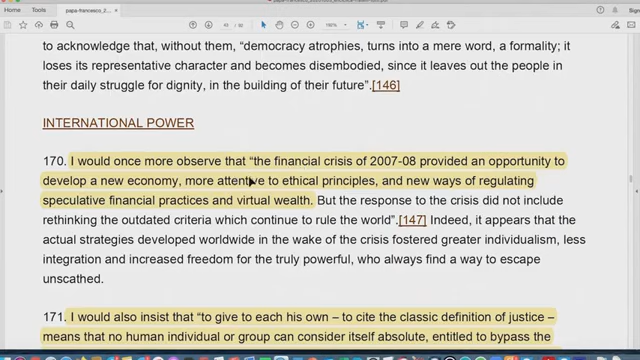 to acknowledge that, without them, “democracy atrophies, turns into a mere word, a formality; it
loses its representative character and becomes disembodied, since it leaves out the people in
their daily struggle for dignity, in the building of their future”.[146]
INTERNATIONAL POWER
170. I would once more observe that “the financial crisis of 2007-08 provided an opportunity to
develop a new economy, more attentive to ethical principles, and new ways of regulating
speculative financial practices and virtual wealth. But the response to the crisis did not include
rethinking the outdated criteria which continue to rule the world”.[147] Indeed, it appears that the
actual strategies developed worldwide in the wake of the crisis fostered greater individualism, less
integration and increased freedom for the truly powerful, who always find a way to escape
unscathed.
171. I would also insist that “to give to each his own – to cite the classic definition of justice –
means that no human individual or group can consider itself absolute, entitled to bypass the